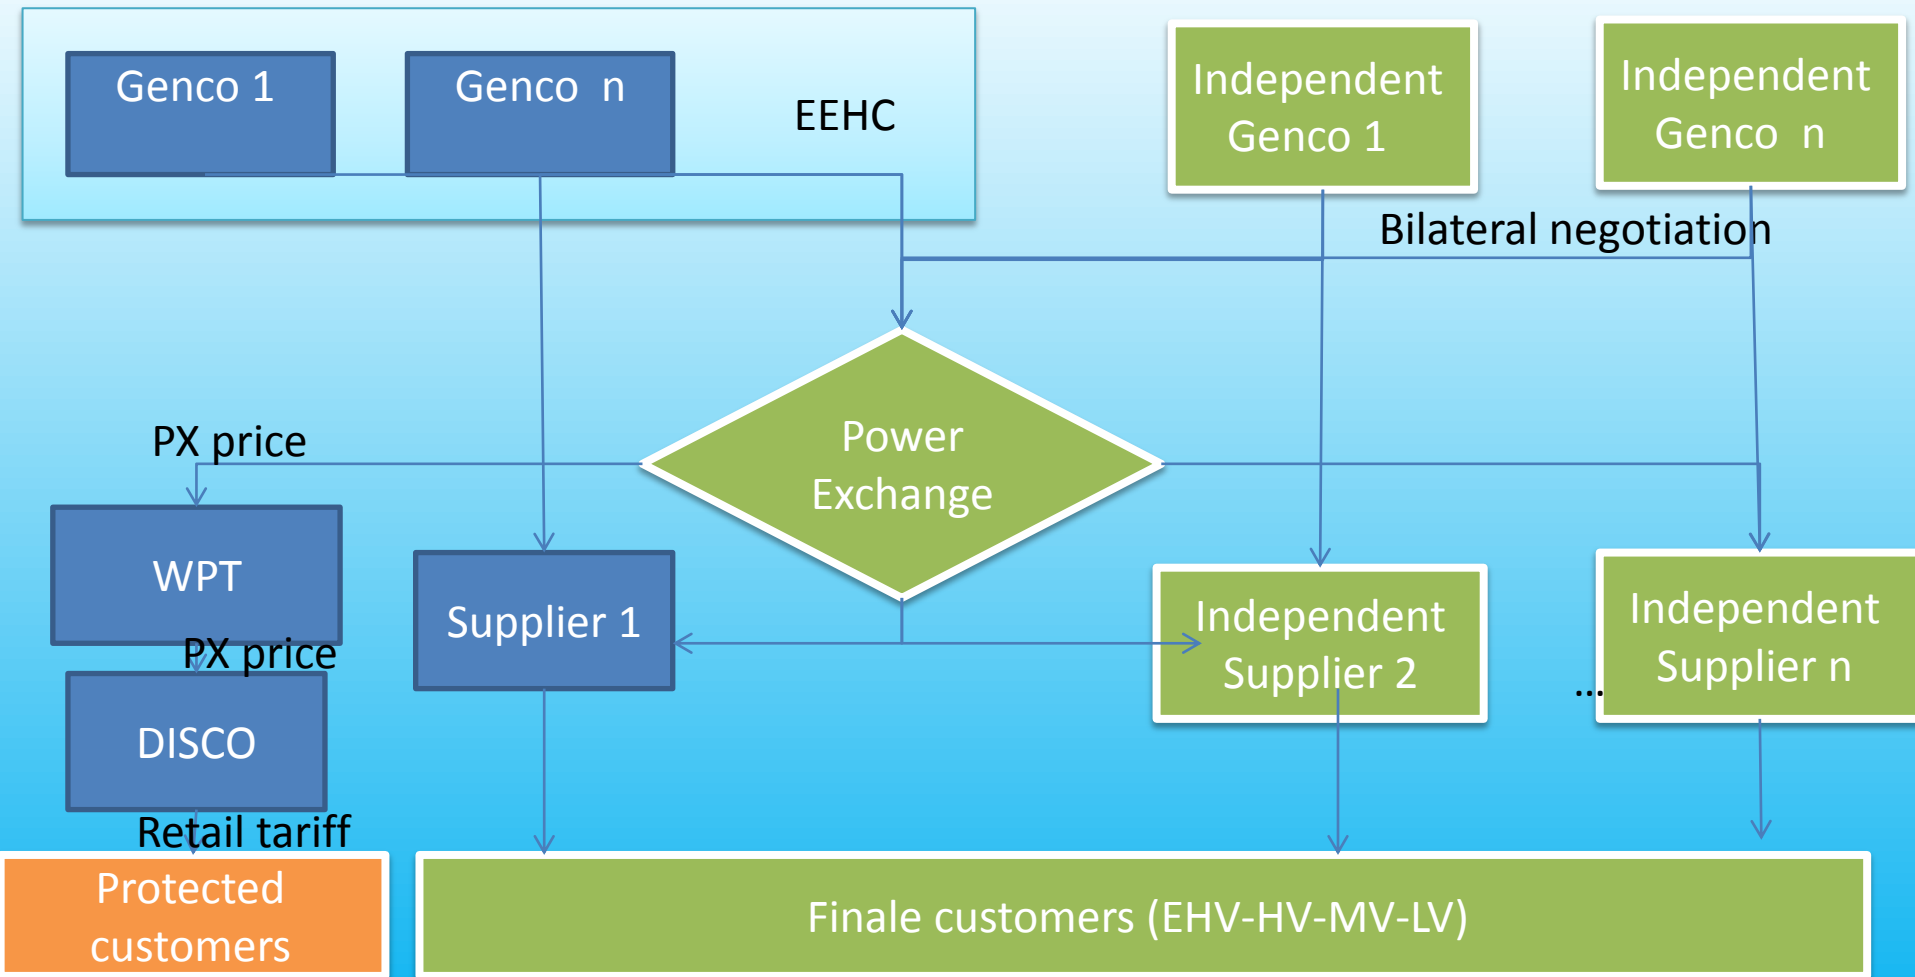 Genco 1
Genco n
EEHC
Independent
Genco 1
Independent
Genco n
Bilateral negotiation
Power
Exchange
PX price
WPT
PX price
DISCO
Retail tariff
Protected
customers
Supplier 1
Independent
Supplier 2
...
Independent
Supplier n
Finale customers (EHV-HV-MV-LV)